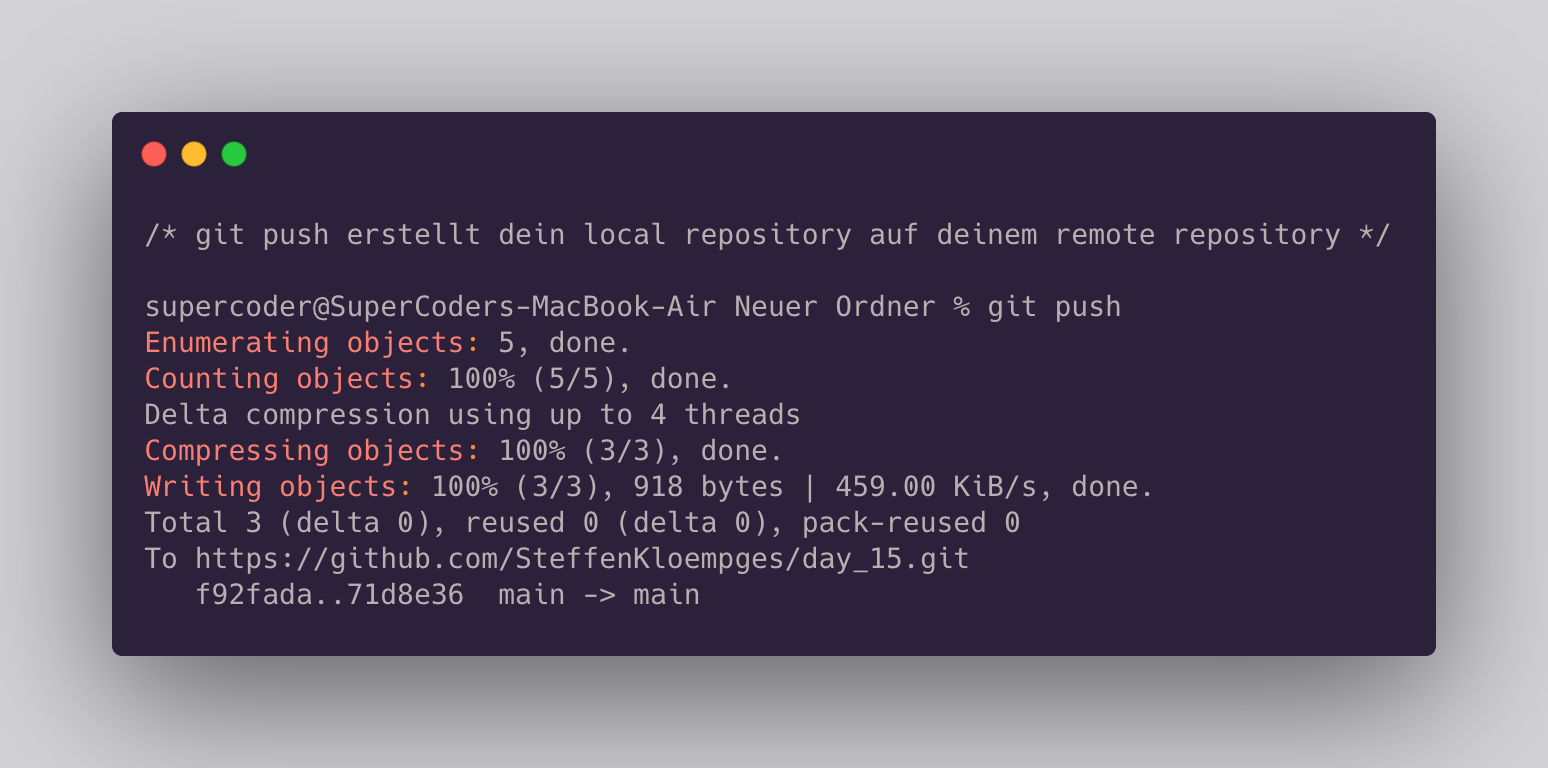 /* git push erstellt dein local repository auf deinem remote repository */
supercoder@SuperCoders-MacBook-Air Neuer Ordner % git push
Enumerating objects: 5, done.
Counting objects: 100% (5/5), done.
Delta compression using up to 4 threads
Compressing objects: 100% (3/3), done.
Writing objects: 100% (3/3), 918 bytes | 459.00 KiB/s, done.
Total 3 (delta 0), reused 0 (delta 0), pack-reused 0
To https://github.com/SteffenKloempges/day_15.git
   f92fada..71d8e36  main -> main